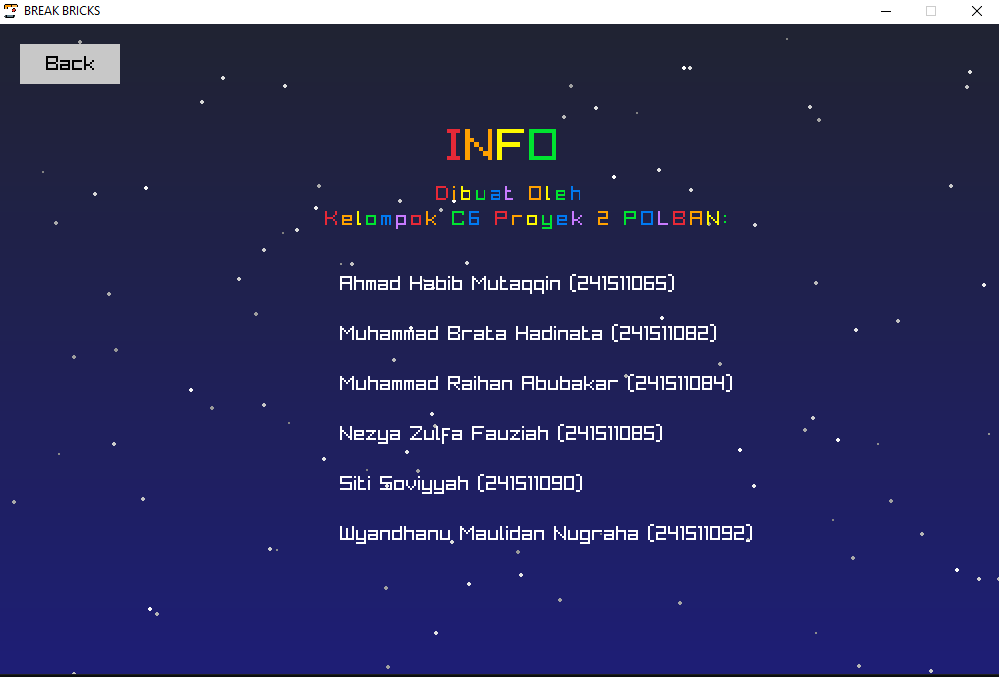 BREAK BRICKS
Back
INFO
Dibuat Oleh
Kelompok C6 Proyek 2 POLBAN:
Ahmad Habib Mutaqqin (241511065)
Muhammad Brata Hadinata (241511082)
Muhammad Raihan Abubakar (241511084)
Nezya Zulfa Fauziah (241511085)
Siti Soviyyah (241511090)
Wyandhanu Maulidan Nugraha (241511092)